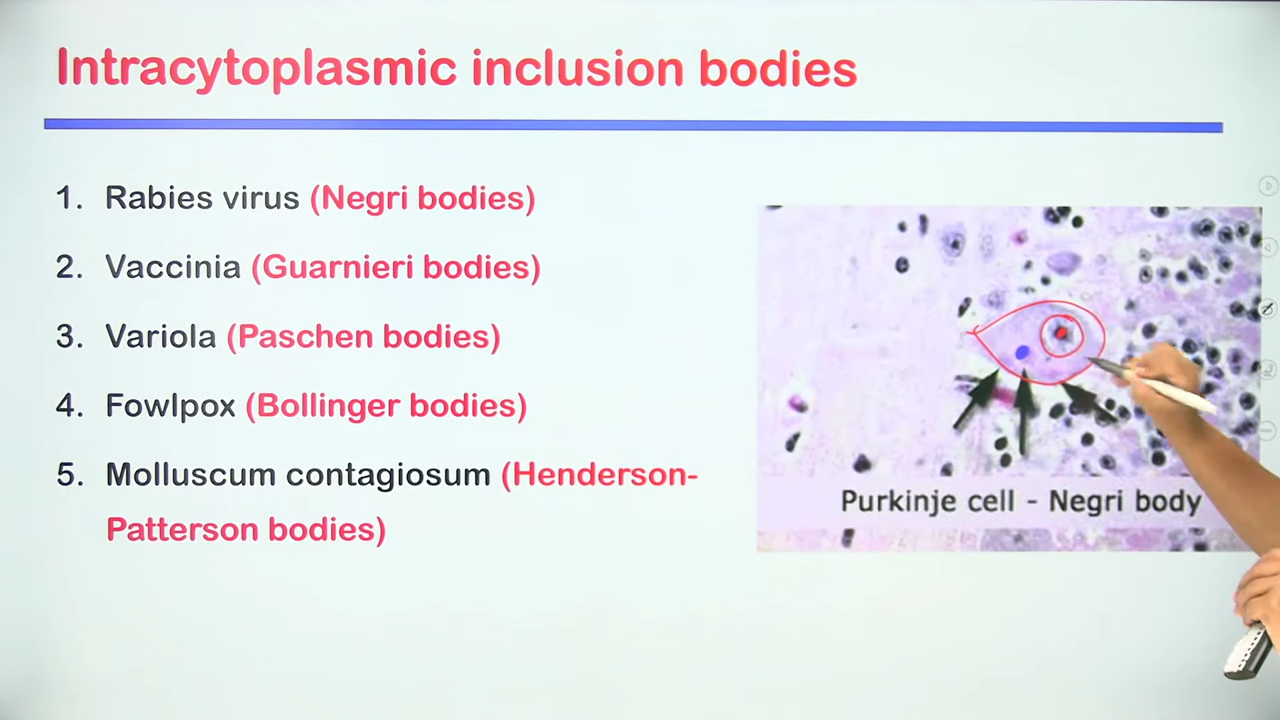 Intracytoplasmic inclusion bodies
1. Rabies virus (Negri bodies)
2. Vaccinia (Guarnieri bodies)
3. Variola (Paschen bodies)
4. Fowlpox (Bollinger bodies)
5. Molluscum contagiosum (Henderson-
Patterson bodies)
Purkinje cell - Negri body